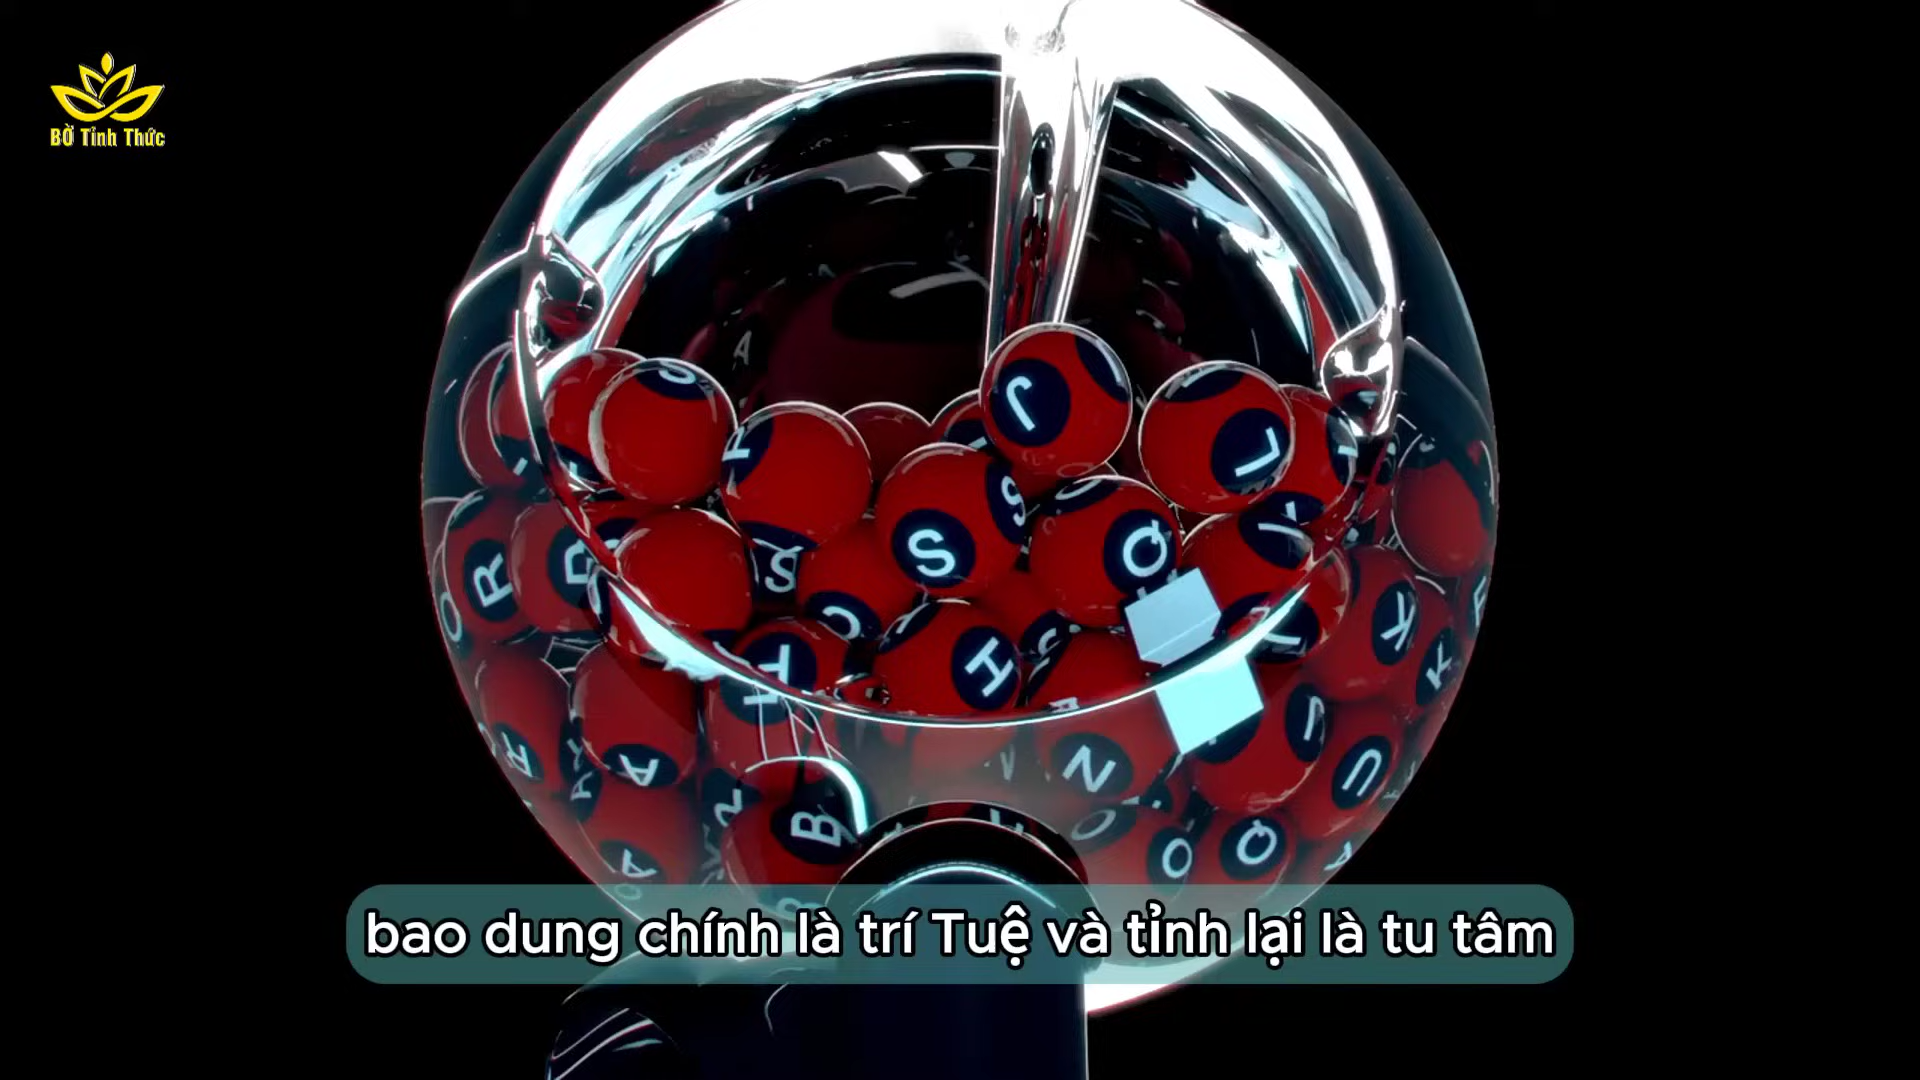 BỜ Tỉnh Thức
S
J
L
S
Q
R
S
H
K
K
A
N
U
B
A
O
Q
bao dung chính là trí Tuệ và tỉnh lại là tu tâm